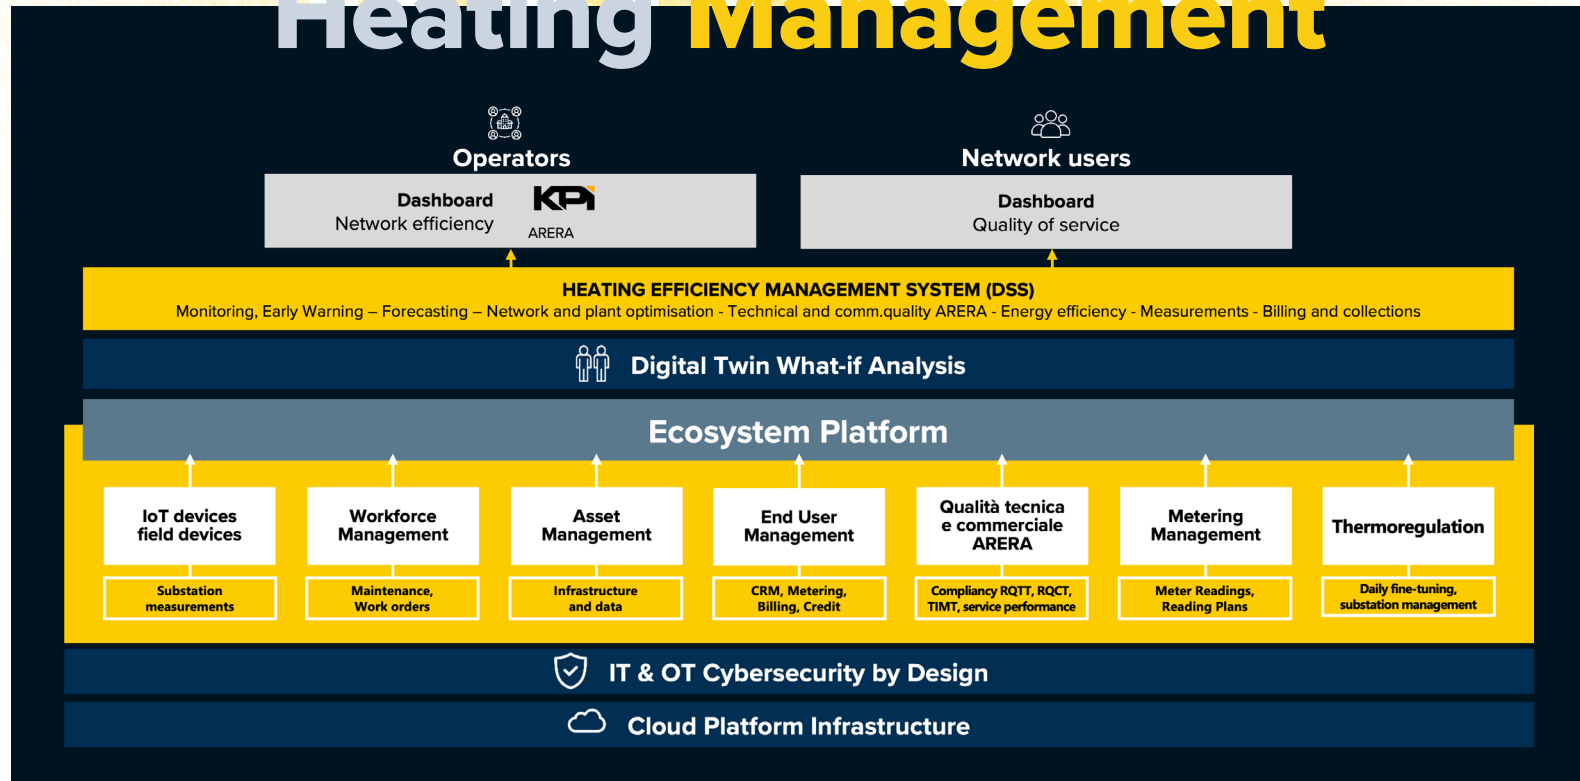 Heating Management
Operators
Network users
Dashboard
Network efficiency
KPi
ARERA
Dashboard
Quality of service
HEATING EFFICIENCY MANAGEMENT SYSTEM (DSS)
Monitoring, Early Warning – Forecasting – Network and plant optimisation - Technical and comm.quality ARERA - Energy efficiency - Measurements - Billing and collections
Digital Twin What-if Analysis
Ecosystem Platform
IoT devices
field devices
Workforce
Management
Asset
Management
End User
Management
Qualità tecnica
e commerciale
ARERA
Metering
Management
Thermoregulation
Substation
measurements
Maintenance,
Work orders
Infrastructure
and data
CRM, Metering,
Billing, Credit
Compliancy RQTT, RQCT,
TIMT, service performance
Meter Readings,
Reading Plans
Daily fine-tuning,
substation management
IT & OT Cybersecurity by Design
Cloud Platform Infrastructure